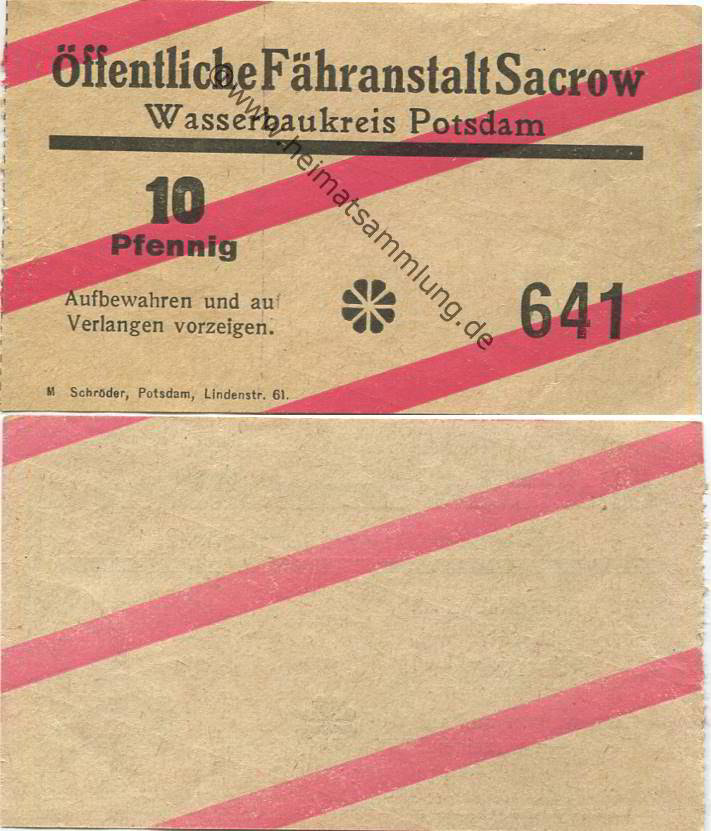 Öffentliche Fähranstalt Sacrow
Wasserbaukreis Potsdam
10
Pfennig
Aufbewahren und auf
Verlangen vorzeigen.
641
M Schröder, Potsdam, Lindenstr. 61.
©www.heimatsammlung.de